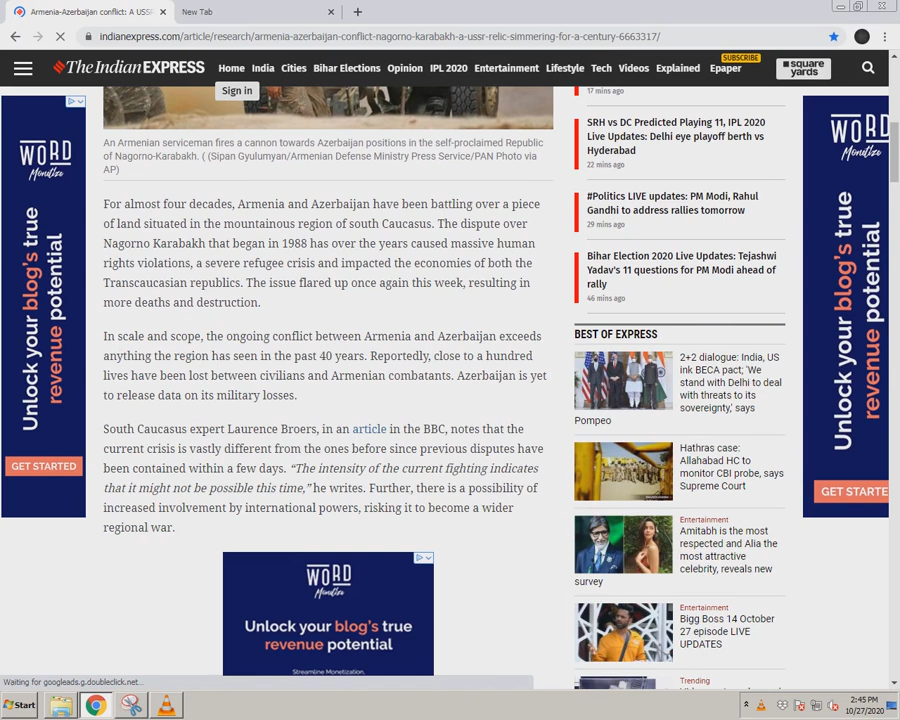 Armenia-Azerbaijan conflict: A USSR
New Tab
indianexpress.com/article/research/armenia-azerbaijan-conflict-nagorno-karabakh-a-ussr-relic-simmering-for-a-century-6663317/
The Indian EXPRESS
Home India Cities Bihar Elections Opinion IPL 2020 Entertainment Lifestyle Tech Videos Explained Epaper
SUBSCRIBE
square
yards
Sign in
An Armenian serviceman fires a cannon towards Azerbaijan positions in the self-proclaimed Republic
of Nagorno-Karabakh. ( (Sipan Gyulumyan/Armenian Defense Ministry Press Service/PAN Photo via
AP)
For almost four decades, Armenia and Azerbaijan have been battling over a piece
of land situated in the mountainous region of south Caucasus. The dispute over
Nagorno Karabakh that began in 1988 has over the years caused massive human
rights violations, a severe refugee crisis and impacted the economies of both the
Transcaucasian republics. The issue flared up once again this week, resulting in
more deaths and destruction.
In scale and scope, the ongoing conflict between Armenia and Azerbaijan exceeds
anything the region has seen in the past 40 years. Reportedly, close to a hundred
lives have been lost between civilians and Armenian combatants. Azerbaijan is yet
to release data on its military losses.
South Caucasus expert Laurence Broers, in an article in the BBC, notes that the
current crisis is vastly different from the ones before since previous disputes have
been contained within a few days. “The intensity of the current fighting indicates
that it might not be possible this time,” he writes. Further, there is a possibility of
increased involvement by international powers, risking it to become a wider
regional war.
WORD
Monetize
Unlock your blog's true
revenue potential
Streamline Monetization.
WORD
Monetize
Unlock your blog's true
revenue potential
GET STARTED
17 mins ago
SRH vs DC Predicted Playing 11, IPL 2020
Live Updates: Delhi eye playoff berth vs
Hyderabad
22 mins ago
#Politics LIVE updates: PM Modi, Rahul
Gandhi to address rallies tomorrow
29 mins ago
Bihar Election 2020 Live Updates: Tejashwi
Yadav's 11 questions for PM Modi ahead of
rally
46 mins ago
BEST OF EXPRESS
2+2 dialogue: India, US
ink BECA pact; 'We
stand with Delhi to deal
with threats to its
sovereignty,' says
Pompeo
Hathras case:
Allahabad HC to
monitor CBI probe, says
Supreme Court
Entertainment
Amitabh is the most
respected and Alia the
most attractive
celebrity, reveals new
survey
Entertainment
Bigg Boss 14 October
27 episode LIVE
UPDATES
Trending
WORD
Monetize
Unlock your blog's true
revenue potential
GET STARTE
Waiting for googleads.g.doubleclick.net...
Start
2:45 PM
10/27/2020